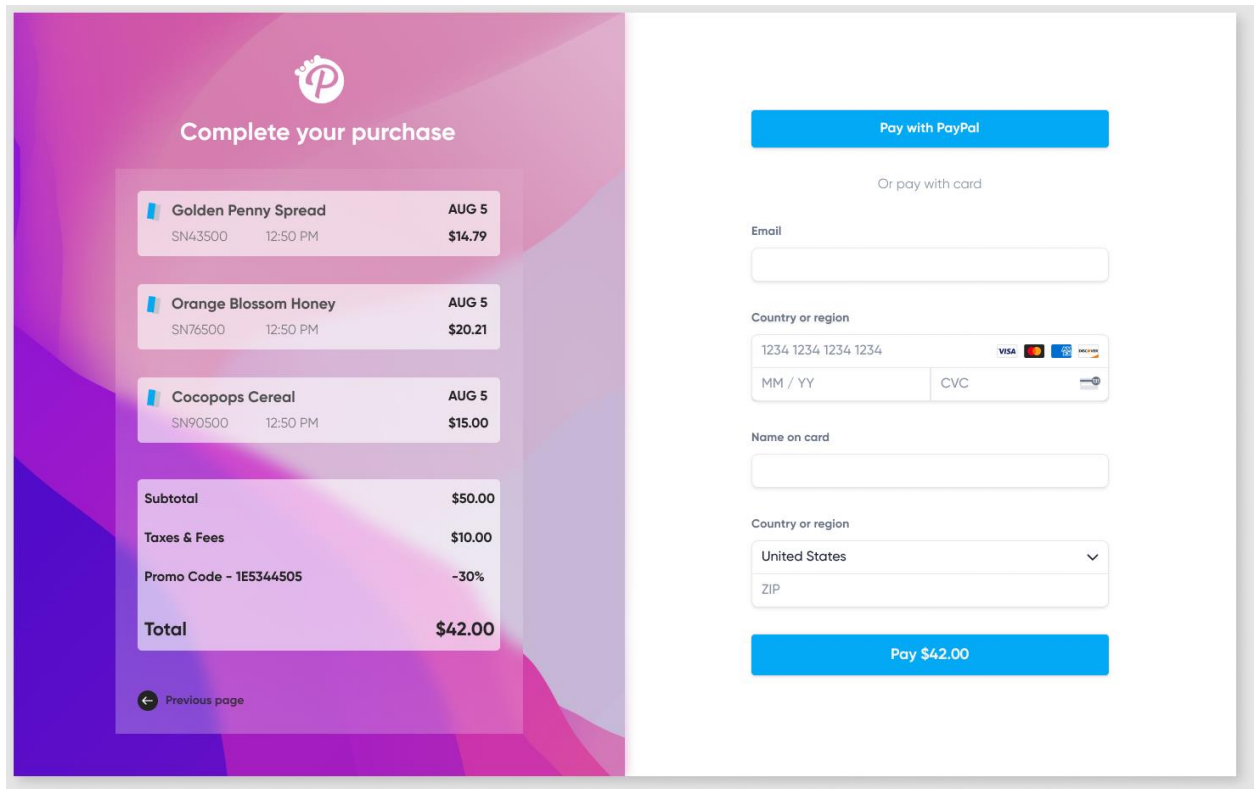 P
Complete your purchase
Golden Penny Spread AUG 5
SN43500 12:50 PM $14.79
Orange Blossom Honey AUG 5
SN76500 12:50 PM $20.21
Cocopops Cereal AUG 5
SN90500 12:50 PM $15.00
Subtotal $50.00
Taxes & Fees $10.00
Promo Code - 1E5344505 -30%
Total $42.00
Previous page
Pay with PayPal
Or pay with card
Email
Country or region
1234 1234 1234 1234 VISA DISCOVER
MM / YY CVC
Name on card
Country or region
United States
ZIP
Pay $42.00